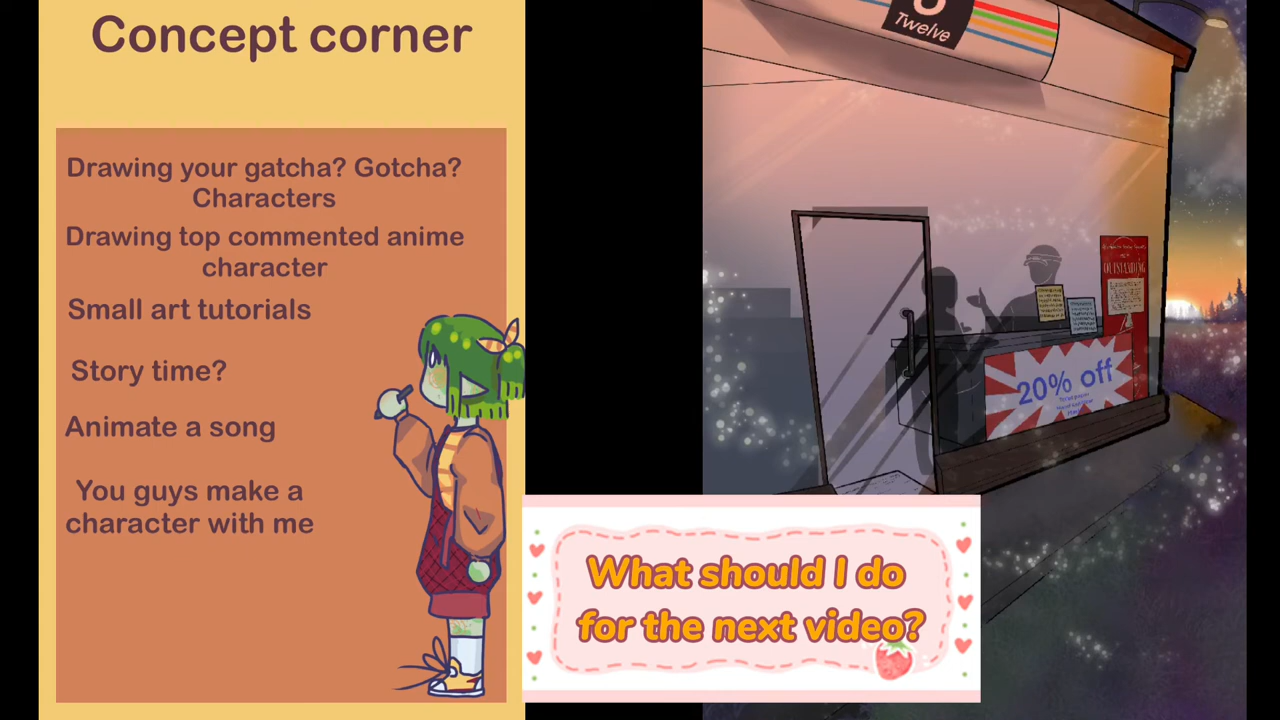 Concept corner
Drawing your gatcha? Gotcha?
Characters
Drawing top commented anime
character
Small art tutorials
Story time?
Animate a song
You guys make a
character with me
Twelve
OUTSTANDING
20% off
What should I do
for the next video?